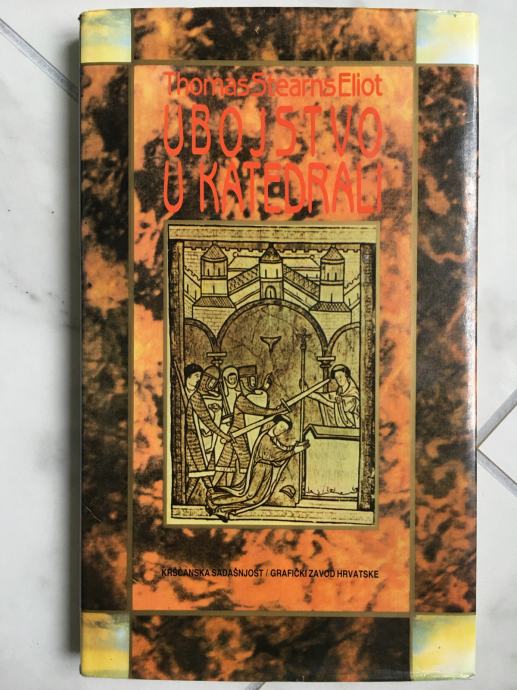 Thomas Stearns Eliot
UBOJSTVO
U KATEDRALI
KRŠĆANSKA SADAŠNJOST / GRAFIČKI ZAVOD HRVATSKE